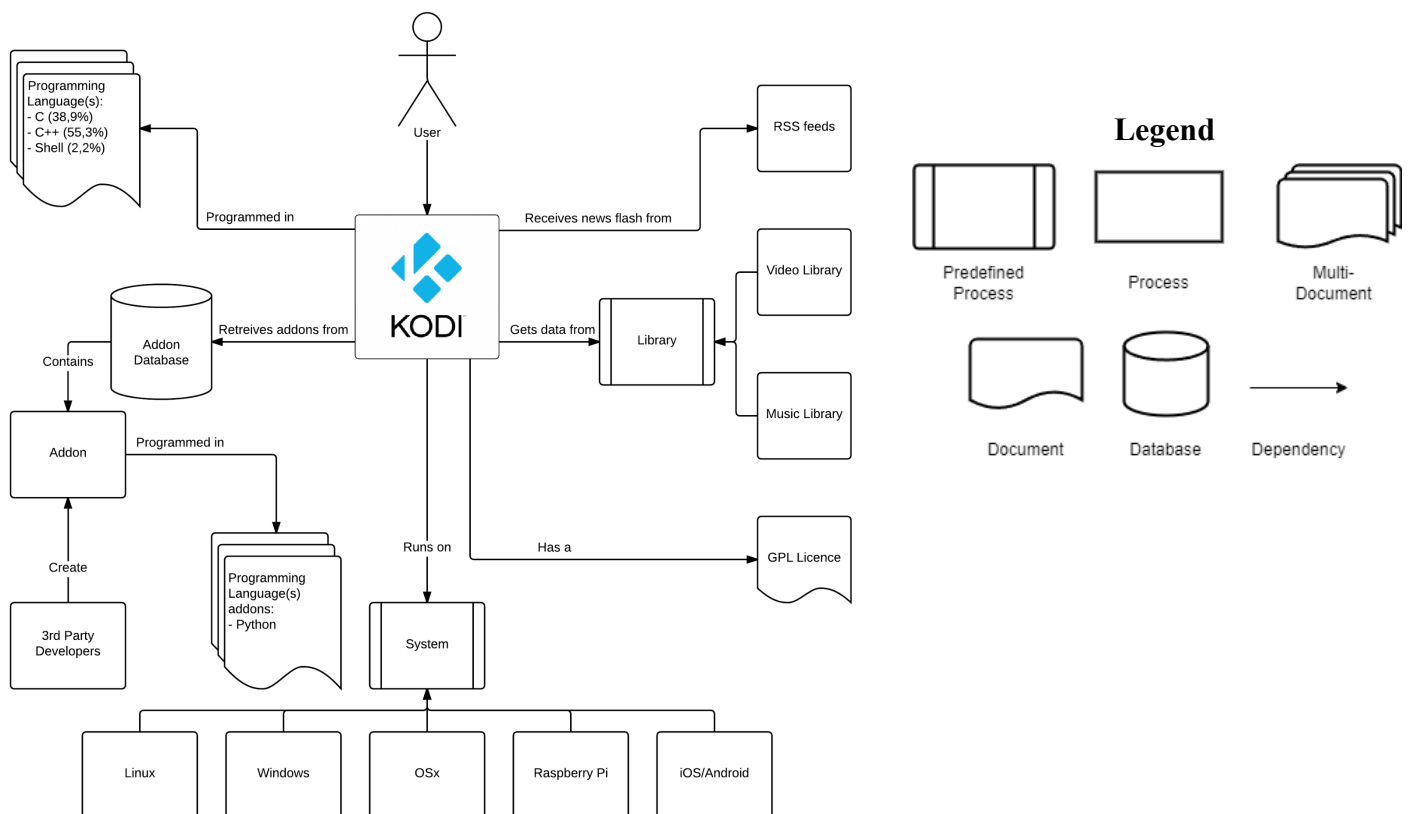 Programming
Language(s):
- C (38,9%)
- C++ (55,3%)
- Shell (2,2%)
User
RSS feeds
Programmed in
Receives news flash from
KODI
Video Library
Addon
Database
Retreives addons from
Gets data from
Library
Contains
Music Library
Addon
Programmed in
Runs on
Has a
GPL Licence
Create
Programming
Language(s)
addons:
- Python
3rd Party
Developers
System
Linux
Windows
OSx
Raspberry Pi
iOS/Android
Legend
Predefined
Process
Process
Multi-
Document
Document
Database
Dependency